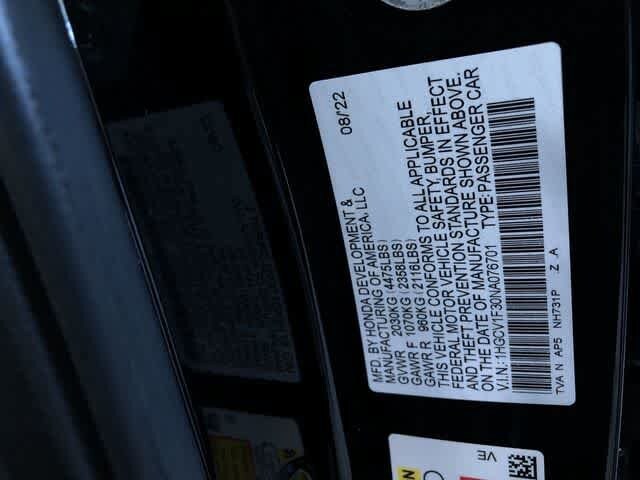 MFD. BY HONDA DEVELOPMENT & 08/22
MANUFACTURING OF AMERICA, LLC
GVWR 2030KG (4475LBS)
GAWR F 1070KG (2358LBS)
GAWR R 960KG (2116LBS)
THIS VEHICLE CONFORMS TO ALL APPLICABLE
FEDERAL MOTOR VEHICLE SAFETY, BUMPER,
AND THEFT PREVENTION STANDARDS IN EFFECT
ON THE DATE OF MANUFACTURE SHOWN ABOVE.
V.I.N.: 1HGCV1F30NA076701 TYPE: PASSENGER CAR
TVA N AP5 NH731P Z A
VE